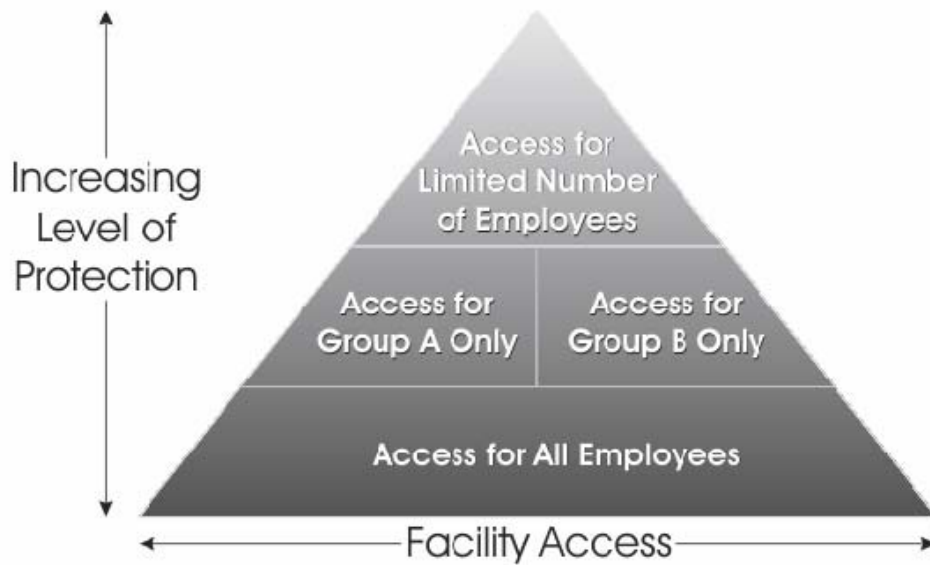 Increasing
Level of
Protection
Access for
Limited Number
of Employees
Access for
Group A Only
Access for
Group B Only
Access for All Employees
Facility Access